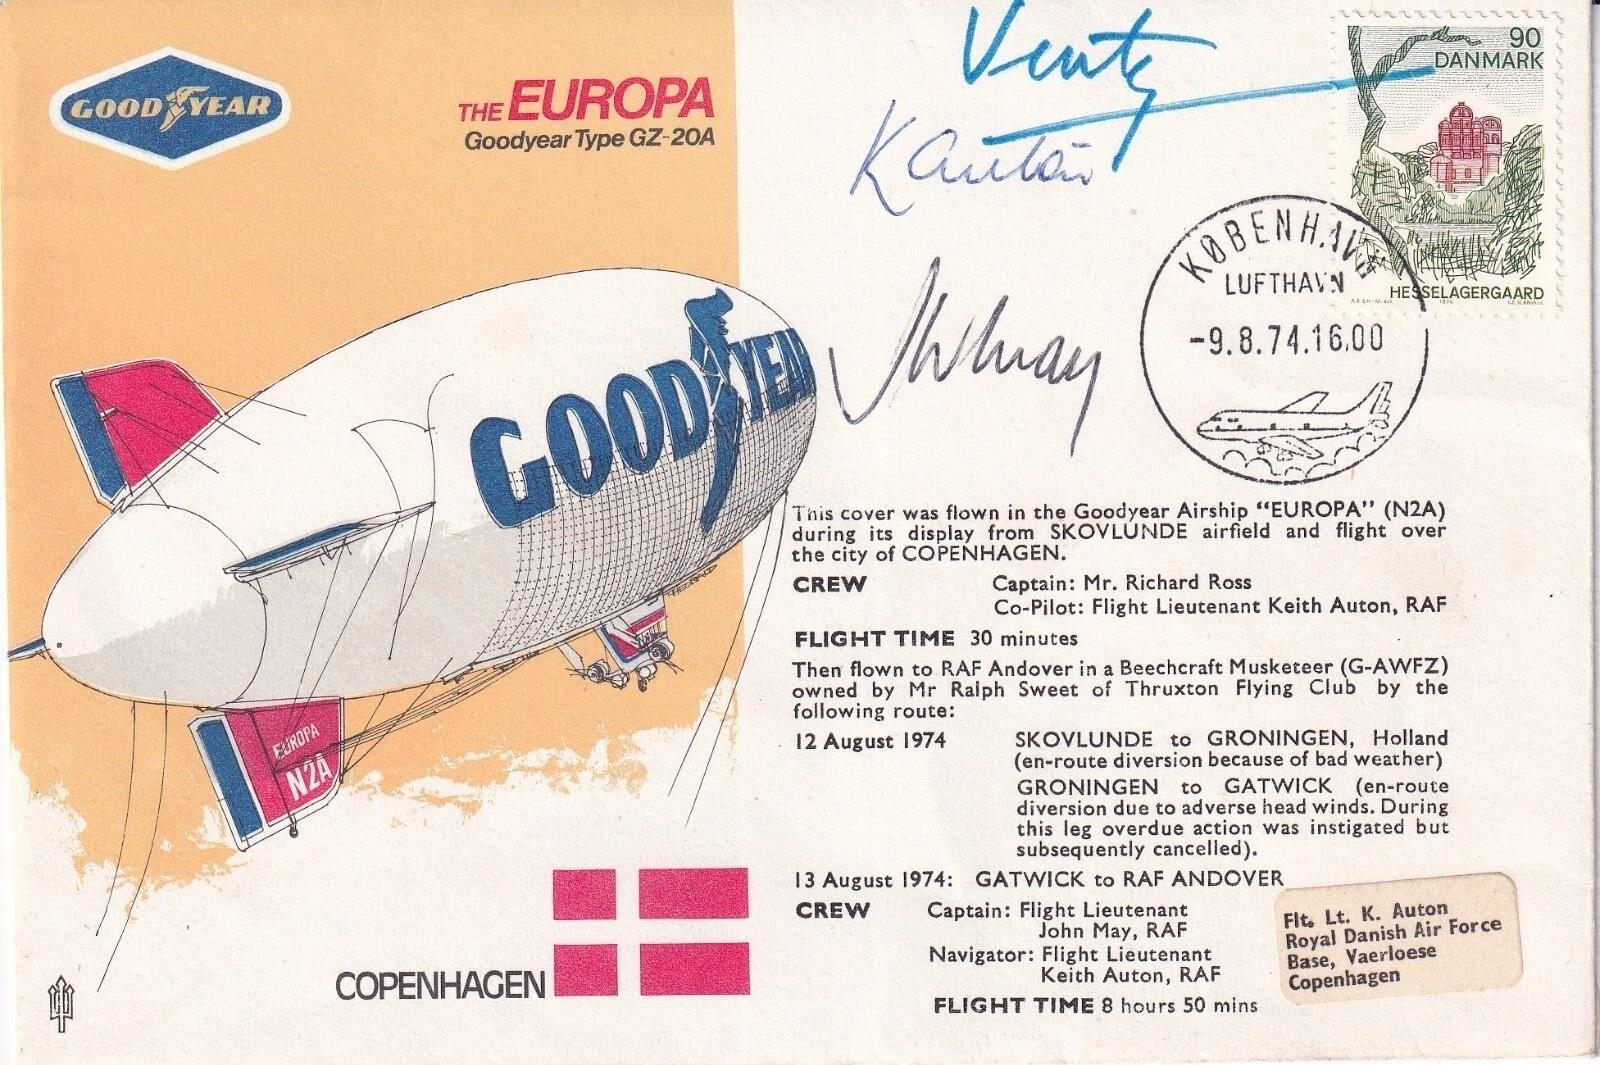 GOOD YEAR
THE EUROPA
Goodyear Type GZ-20A
K Auton
90
DANMARK
HESSELAGERGAARD
1974
KØBENHAVN
LUFTHAVN
-9.8.74.16.00
GOODYEAR
EUROPA
N2A
COPENHAGEN
This cover was flown in the Goodyear Airship "EUROPA" (N2A)
during its display from SKOVLUNDE airfield and flight over
the city of COPENHAGEN.
CREW Captain: Mr. Richard Ross
Co-Pilot: Flight Lieutenant Keith Auton, RAF
FLIGHT TIME 30 minutes
Then flown to RAF Andover in a Beechcraft Musketeer (G-AWFZ)
owned by Mr Ralph Sweet of Thruxton Flying Club by the
following route:
12 August 1974 SKOVLUNDE to GRONINGEN, Holland
(en-route diversion because of bad weather)
GRONINGEN to GATWICK (en-route
diversion due to adverse head winds. During
this leg overdue action was instigated but
subsequently cancelled).
13 August 1974: GATWICK to RAF ANDOVER
CREW Captain: Flight Lieutenant
John May, RAF
Navigator: Flight Lieutenant
Keith Auton, RAF
FLIGHT TIME 8 hours 50 mins
Flt. Lt. K. Auton
Royal Danish Air Force
Base, Vaerloese
Copenhagen